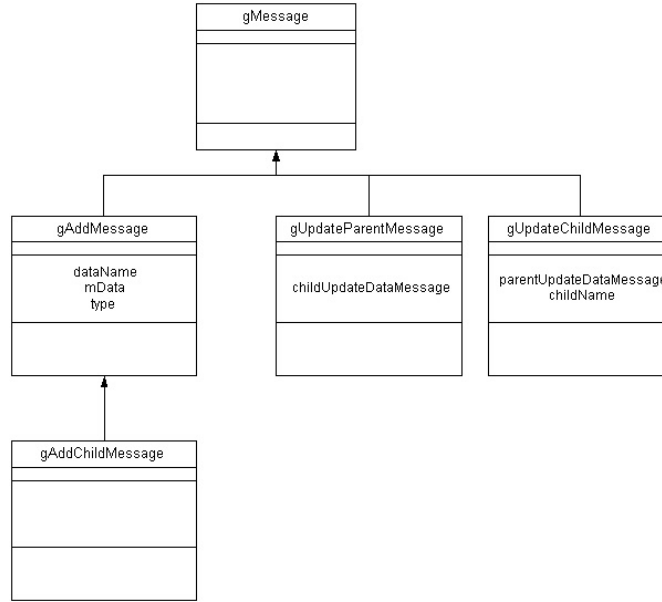 gMessage
gAddMessage
dataName
mData
type
gUpdateParentMessage
childUpdateDataMessage
gUpdateChildMessage
parentUpdateDataMessage
childName
gAddChildMessage